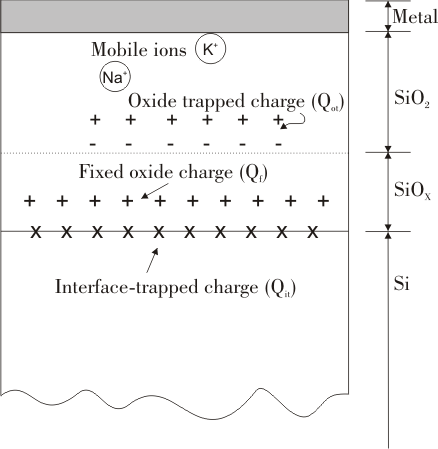 Metal
Mobile ions K⁺
Na⁺
SiO₂
Oxide trapped charge (Qot)
+ + + + + +
- - - - - -
Fixed oxide charge (Qf)
SiOX
+ + + + + + + + + +
x x x x x x x x x x
Interface-trapped charge (Qit)
Si